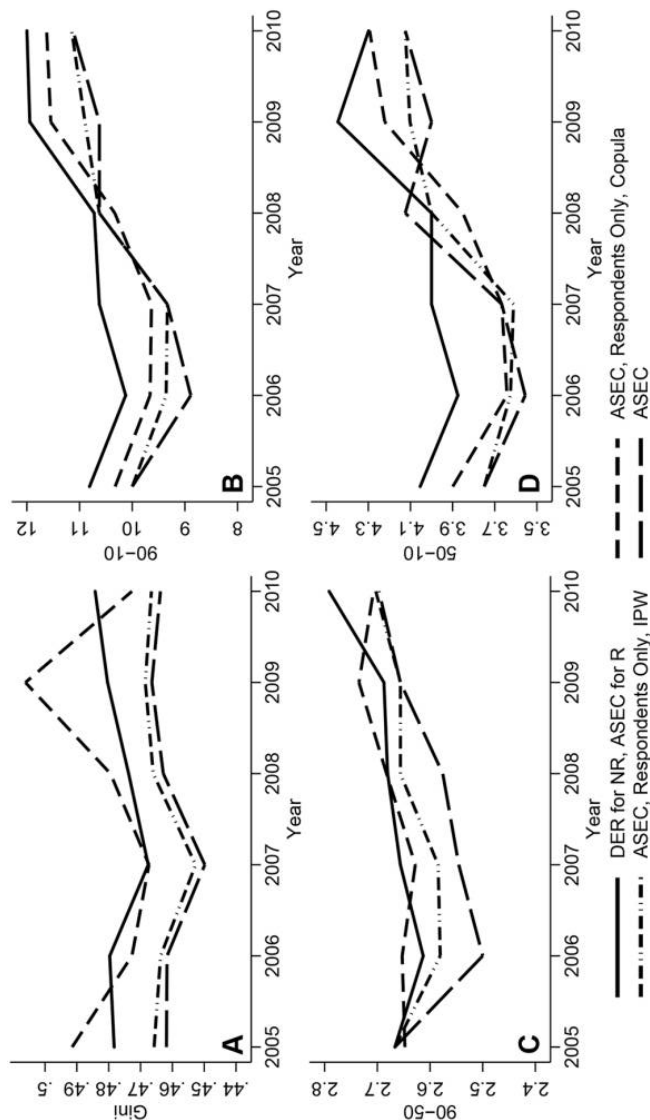 Gini
.5
.49
.48
.47
.46
.45
.44
A
2005 2006 2007 2008 2009 2010
Year
90−10
12
11
10
9
8
B
2005 2006 2007 2008 2009 2010
Year
90−50
2.8
2.7
2.6
2.5
2.4
C
2005 2006 2007 2008 2009 2010
Year
50−10
4.5
4.3
4.1
3.9
3.7
3.5
D
2005 2006 2007 2008 2009 2010
Year
DER for NR, ASEC for R
ASEC, Respondents Only, Copula
ASEC, Respondents Only, IPW
ASEC